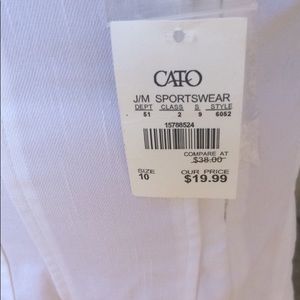 CATO
J/M SPORTSWEAR
DEPT CLASS S STYLE
51 2 9 6052
15788524
COMPARE AT
$38.00
SIZE OUR PRICE
10 $19.99